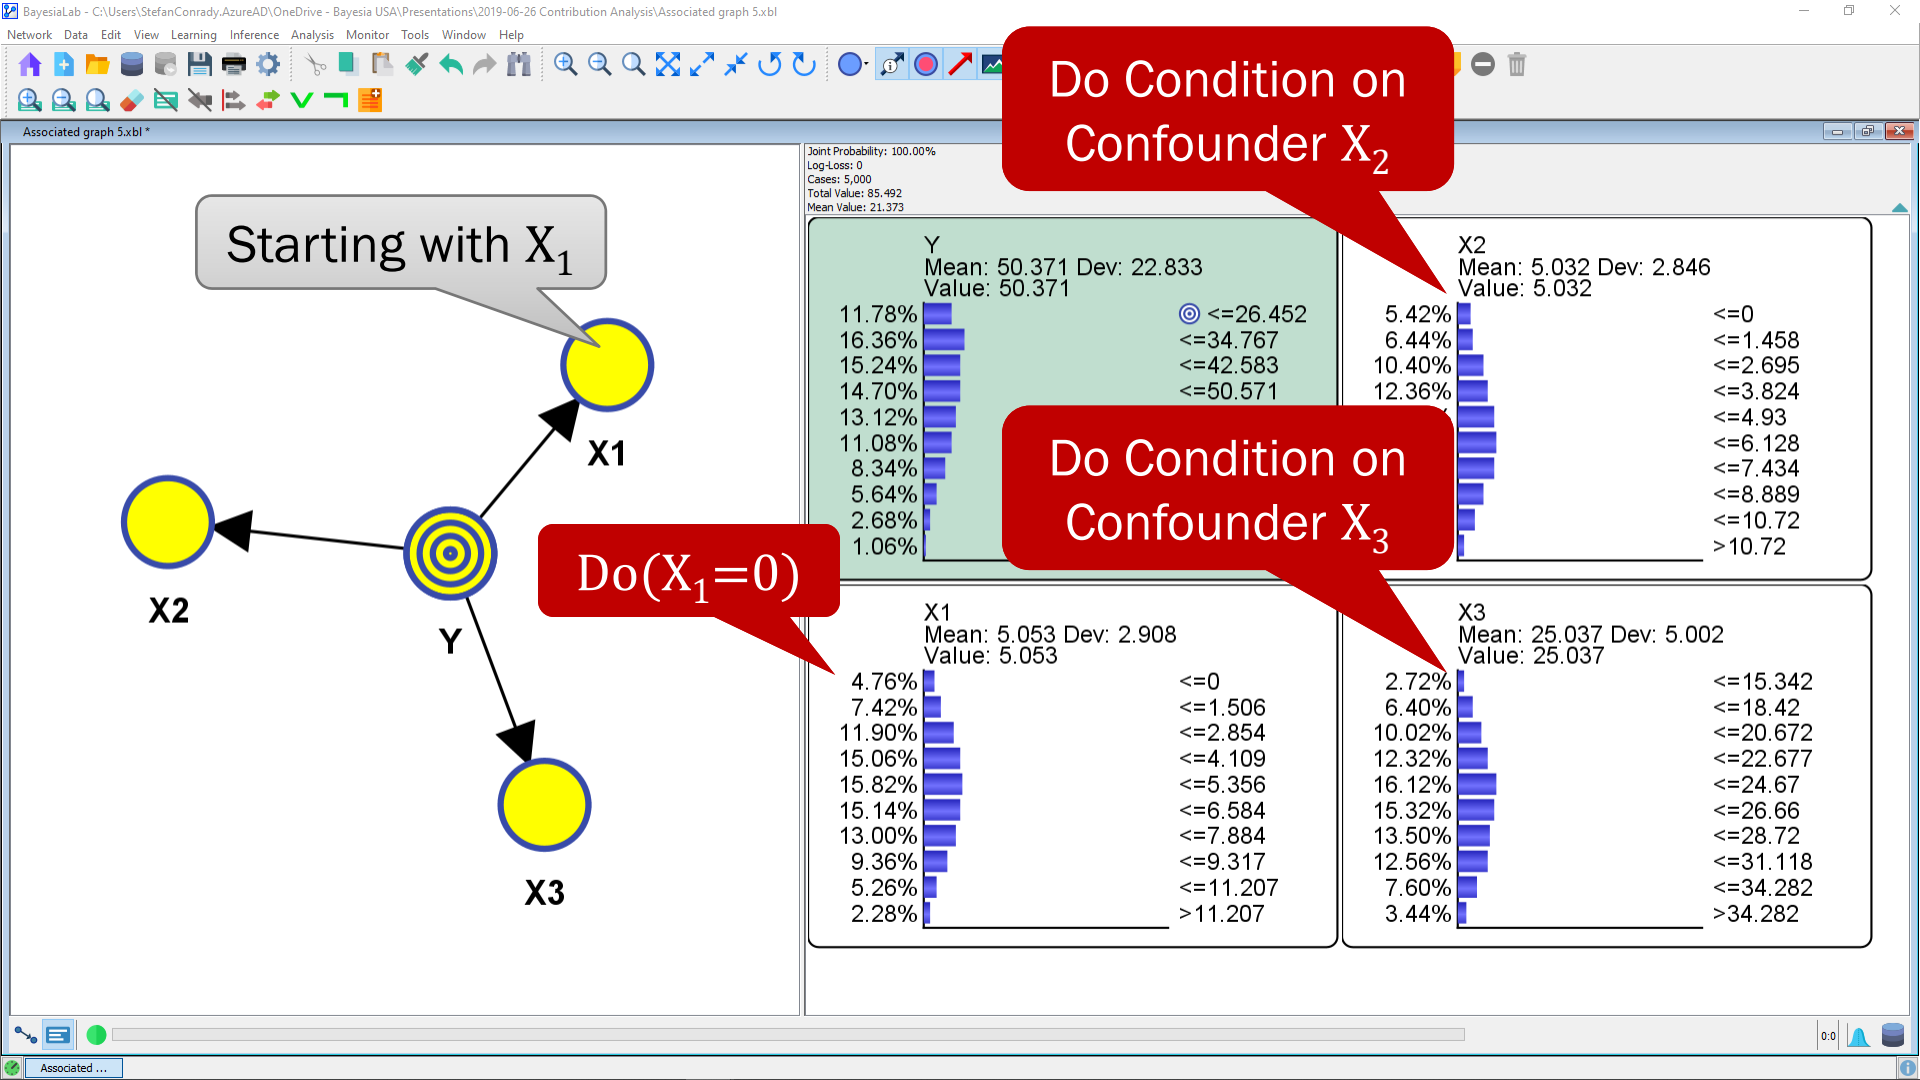 BayesiaLab - C:\Users\StefanConrady.AzureAD\OneDrive - Bayesia USA\Presentations\2019-06-26 Contribution Analysis\Associated graph 5.xbl
Network Data Edit View Learning Inference Analysis Monitor Tools Window Help
Associated graph 5.xbl *
Starting with X1
X1
X2
Y
X3
Joint Probability: 100.00%
Log-Loss: 0
Cases: 5,000
Total Value: 85.492
Mean Value: 21.373
Do Condition on
Confounder X2
Y
Mean: 50.371 Dev: 22.833
Value: 50.371
11.78% <=26.452
16.36% <=34.767
15.24% <=42.583
14.70% <=50.571
13.12%
11.08%
8.34%
5.64%
2.68%
1.06%
X2
Mean: 5.032 Dev: 2.846
Value: 5.032
5.42% <=0
6.44% <=1.458
10.40% <=2.695
12.36% <=3.824
<=4.93
<=6.128
<=7.434
<=8.889
<=10.72
>10.72
Do Condition on
Confounder X3
Do(X1=0)
X1
Mean: 5.053 Dev: 2.908
Value: 5.053
4.76% <=0
7.42% <=1.506
11.90% <=2.854
15.06% <=4.109
15.82% <=5.356
15.14% <=6.584
13.00% <=7.884
9.36% <=9.317
5.26% <=11.207
2.28% >11.207
X3
Mean: 25.037 Dev: 5.002
Value: 25.037
2.72% <=15.342
6.40% <=18.42
10.02% <=20.672
12.32% <=22.677
16.12% <=24.67
15.32% <=26.66
13.50% <=28.72
12.56% <=31.118
7.60% <=34.282
3.44% >34.282
0:0
Associated ...